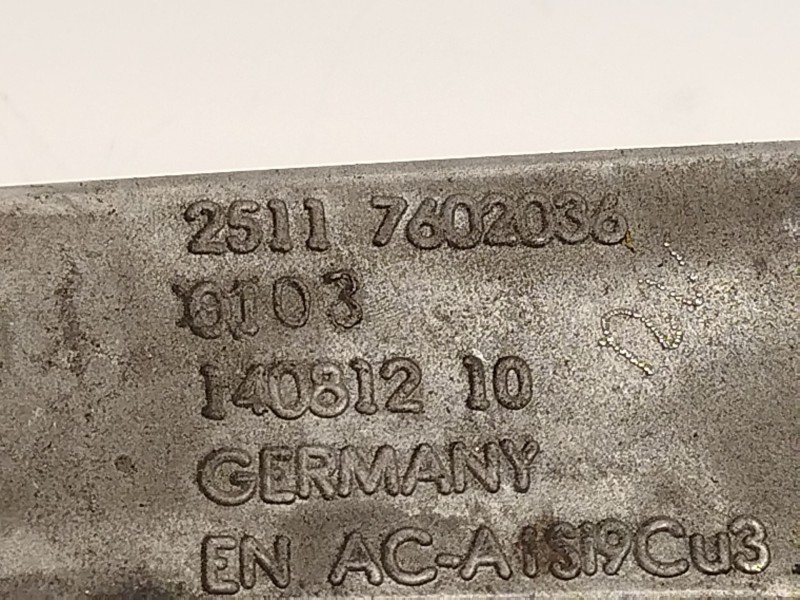 2511 7602036
0103
140812 10
GERMANY
EN AC-AlSi9Cu3